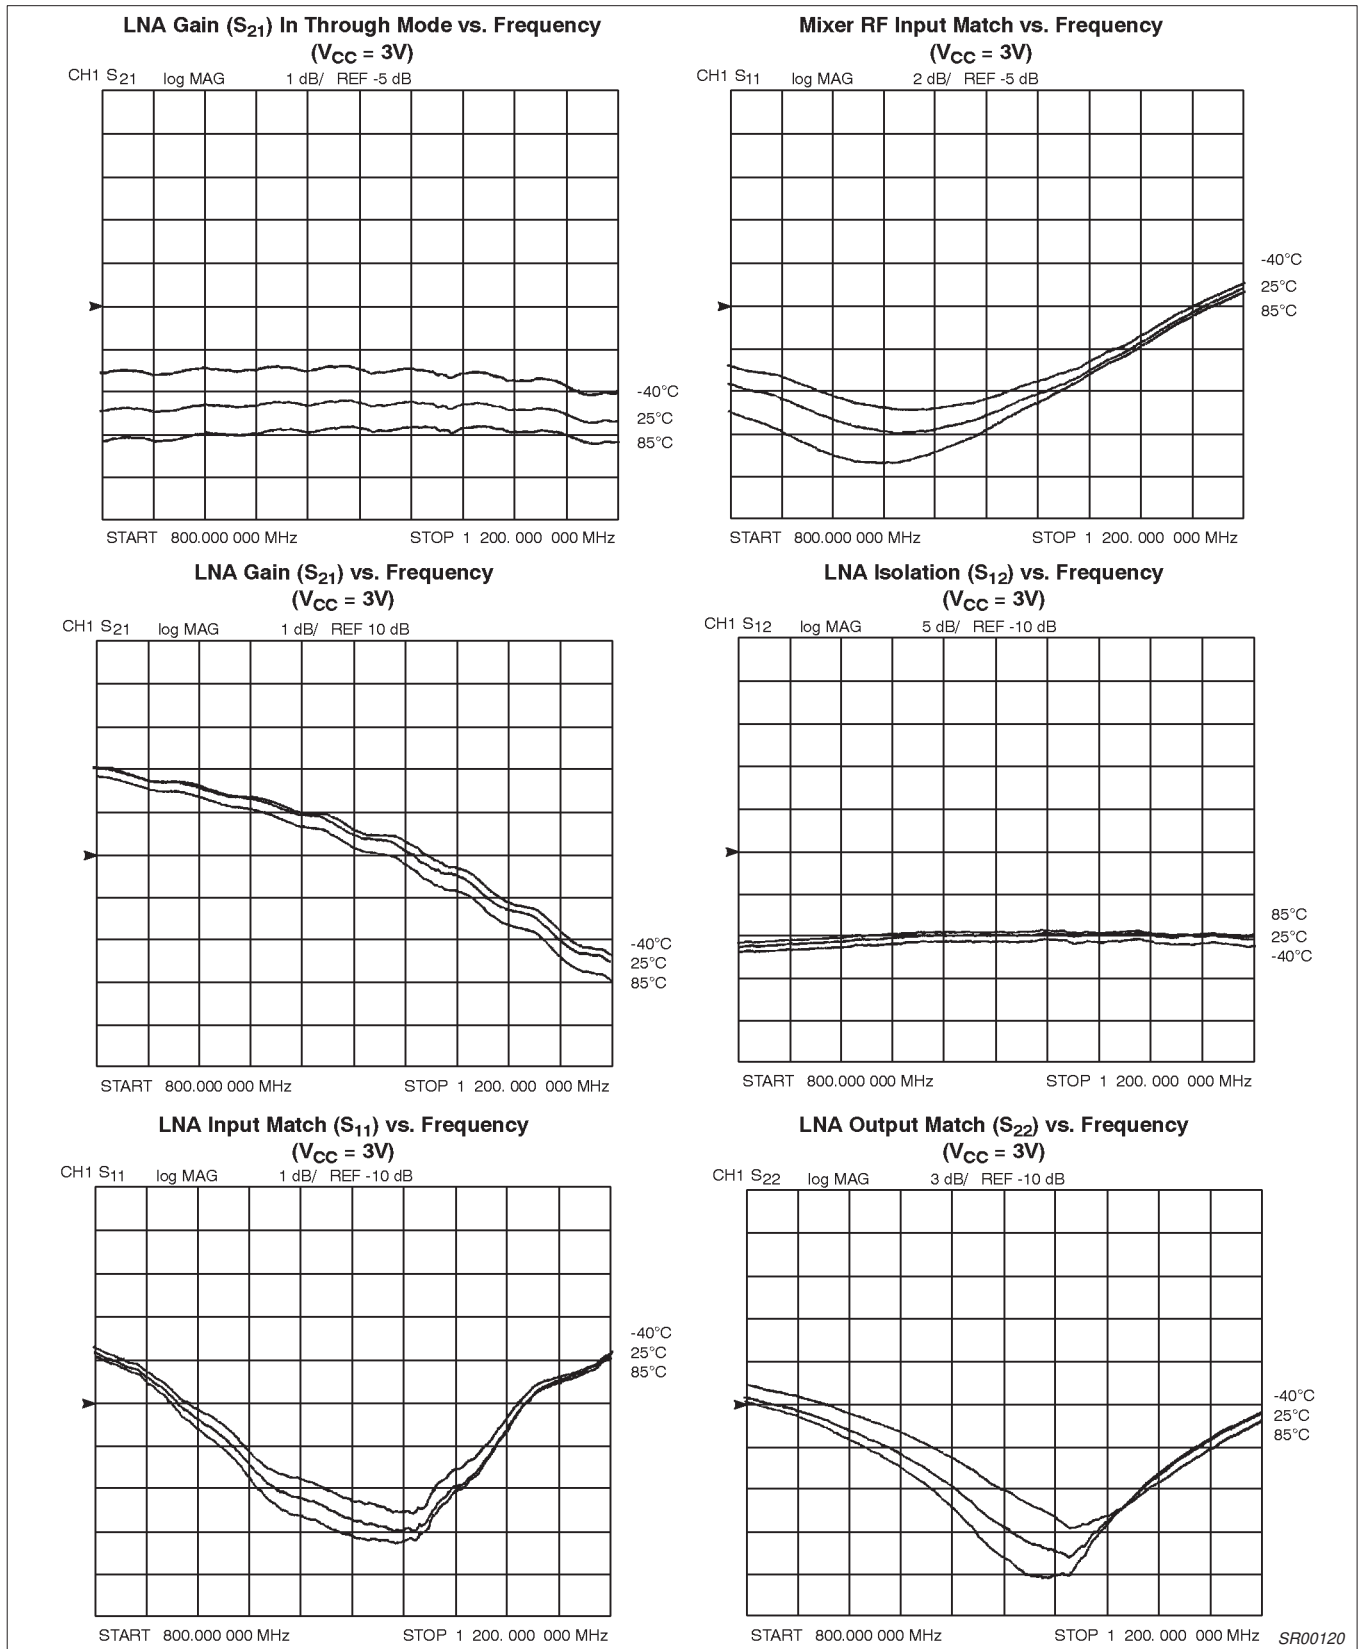 LNA Gain (S21) In Through Mode vs. Frequency
(VCC = 3V)
CH1 S21 log MAG 1 dB/ REF -5 dB
-40°C
25°C
85°C
START 800.000 000 MHz STOP 1 200. 000 000 MHz
Mixer RF Input Match vs. Frequency
(VCC = 3V)
CH1 S11 log MAG 2 dB/ REF -5 dB
-40°C
25°C
85°C
START 800.000 000 MHz STOP 1 200. 000 000 MHz
LNA Gain (S21) vs. Frequency
(VCC = 3V)
CH1 S21 log MAG 1 dB/ REF 10 dB
-40°C
25°C
85°C
START 800.000 000 MHz STOP 1 200. 000 000 MHz
LNA Isolation (S12) vs. Frequency
(VCC = 3V)
CH1 S12 log MAG 5 dB/ REF -10 dB
85°C
25°C
-40°C
START 800.000 000 MHz STOP 1 200. 000 000 MHz
LNA Input Match (S11) vs. Frequency
(VCC = 3V)
CH1 S11 log MAG 1 dB/ REF -10 dB
-40°C
25°C
85°C
START 800.000 000 MHz STOP 1 200. 000 000 MHz
LNA Output Match (S22) vs. Frequency
(VCC = 3V)
CH1 S22 log MAG 3 dB/ REF -10 dB
-40°C
25°C
85°C
START 800.000 000 MHz STOP 1 200. 000 000 MHz
SR00120